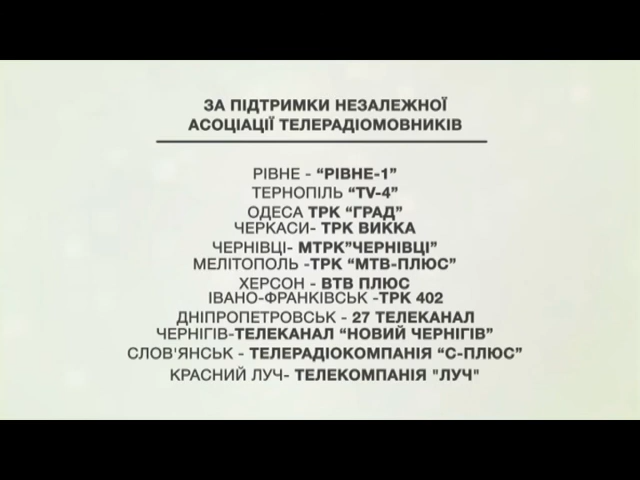 ЗА ПІДТРИМКИ НЕЗАЛЕЖНОЇ
АСОЦІАЦІЇ ТЕЛЕРАДІОМОВНИКІВ
РІВНЕ - “РІВНЕ-1”
ТЕРНОПІЛЬ “TV-4”
ОДЕСА ТРК “ГРАД”
ЧЕРКАСИ- ТРК ВИККА
ЧЕРНІВЦІ- МТРК”ЧЕРНІВЦІ”
МЕЛІТОПОЛЬ -ТРК “МТВ-ПЛЮС”
ХЕРСОН - ВТВ ПЛЮС
ІВАНО-ФРАНКІВСЬК -ТРК 402
ДНІПРОПЕТРОВСЬК - 27 ТЕЛЕКАНАЛ
ЧЕРНІГІВ-ТЕЛЕКАНАЛ “НОВИЙ ЧЕРНІГІВ”
СЛОВ'ЯНСЬК - ТЕЛЕРАДІОКОМПАНІЯ “С-ПЛЮС”
КРАСНИЙ ЛУЧ- ТЕЛЕКОМПАНІЯ "ЛУЧ"